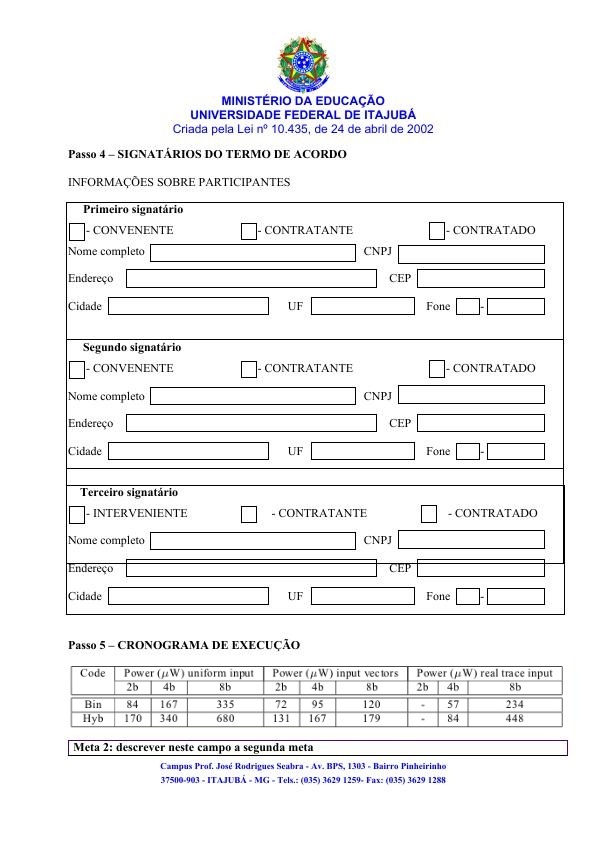 MINISTÉRIO DA EDUCAÇÃO
UNIVERSIDADE FEDERAL DE ITAJUBÁ
Criada pela Lei nº 10.435, de 24 de abril de 2002
Passo 4 – SIGNATÁRIOS DO TERMO DE ACORDO
INFORMAÇÕES SOBRE PARTICIPANTES
Primeiro signatário
- CONVENENTE - CONTRATANTE - CONTRATADO
Nome completo CNPJ
Endereço CEP
Cidade UF Fone -
Segundo signatário
- CONVENENTE - CONTRATANTE - CONTRATADO
Nome completo CNPJ
Endereço CEP
Cidade UF Fone -
Terceiro signatário
- INTERVENIENTE - CONTRATANTE - CONTRATADO
Nome completo CNPJ
Endereço CEP
Cidade UF Fone -
Passo 5 – CRONOGRAMA DE EXECUÇÃO
Code Power (μW) uniform input Power (μW) input vectors Power (μW) real trace input
2b 4b 8b 2b 4b 8b 2b 4b 8b
Bin 84 167 335 72 95 120 - 57 234
Hyb 170 340 680 131 167 179 - 84 448
Meta 2: descrever neste campo a segunda meta
Campus Prof. José Rodrigues Seabra - Av. BPS, 1303 - Bairro Pinheirinho
37500-903 - ITAJUBÁ - MG - Tels.: (035) 3629 1259- Fax: (035) 3629 1288